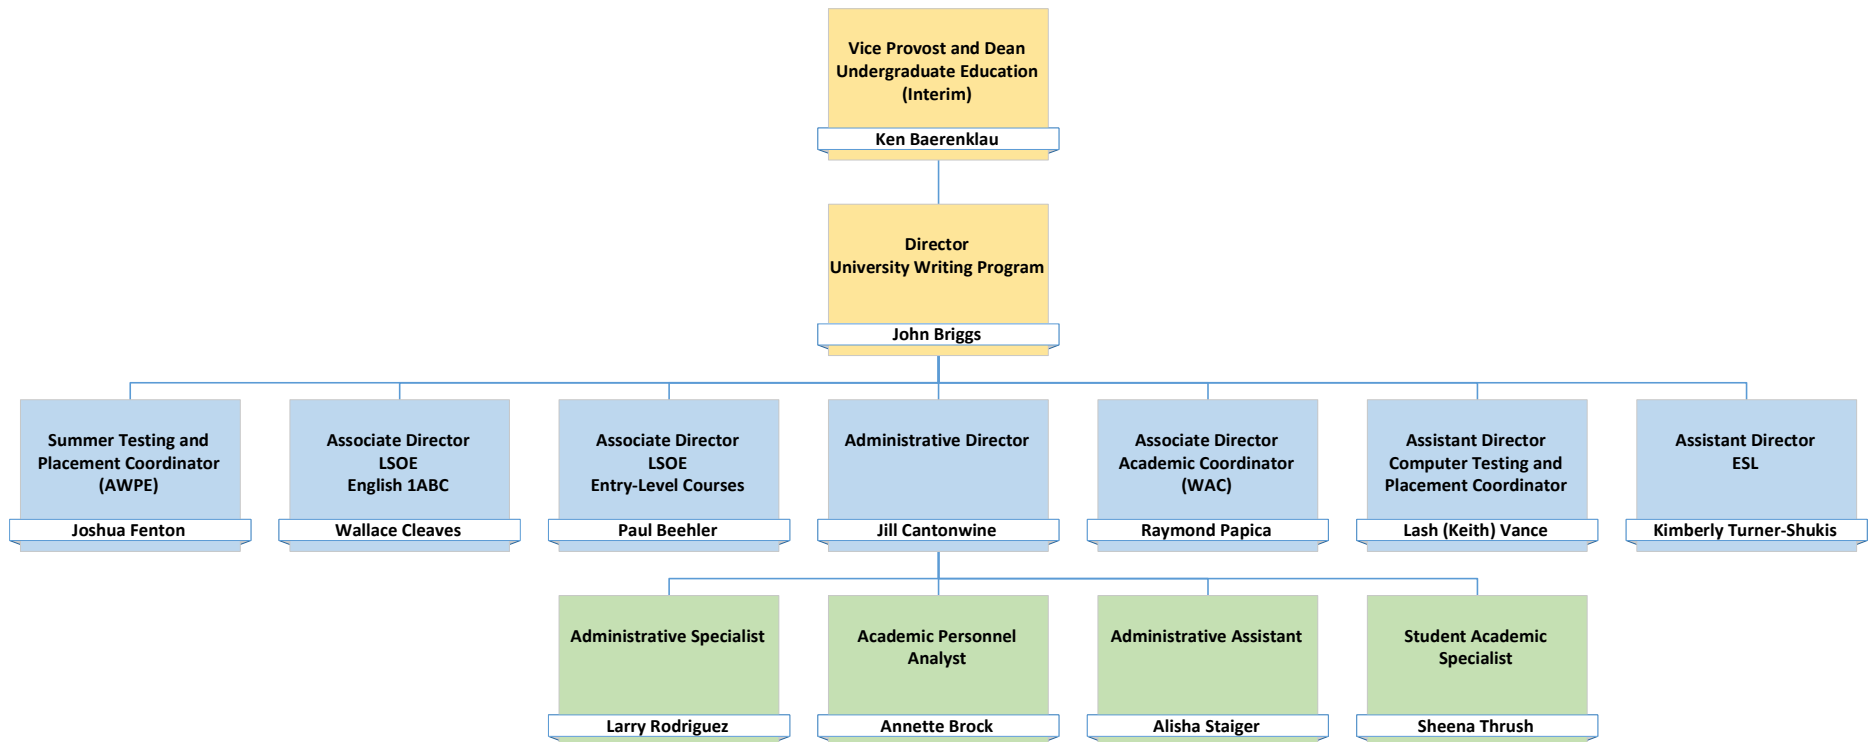 Vice Provost and Dean
Undergraduate Education
(Interim)
Ken Baerenklau
Director
University Writing Program
John Briggs
Summer Testing and
Placement Coordinator
(AWPE)
Joshua Fenton
Associate Director
LSOE
English 1ABC
Wallace Cleaves
Associate Director
LSOE
Entry-Level Courses
Paul Beehler
Administrative Director
Jill Cantonwine
Associate Director
Academic Coordinator
(WAC)
Raymond Papica
Assistant Director
Computer Testing and
Placement Coordinator
Lash (Keith) Vance
Assistant Director
ESL
Kimberly Turner-Shukis
Administrative Specialist
Larry Rodriguez
Academic Personnel
Analyst
Annette Brock
Administrative Assistant
Alisha Staiger
Student Academic
Specialist
Sheena Thrush